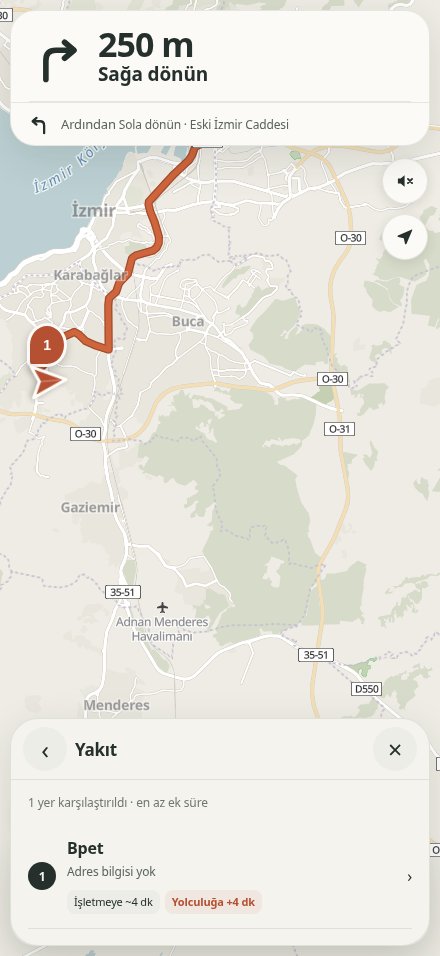 250 m
Sağa dönün
Ardından Sola dönün · Eski İzmir Caddesi
İzmir
O-30
Karabağlar
Buca
1
O-30
O-30
O-31
Gaziemir
35-51
Adnan Menderes
Havalimanı
35-51
D550
Menderes
Yakıt
1 yer karşılaştırıldı · en az ek süre
Bpet
1
Adres bilgisi yok
İşletmeye ~4 dk
Yolculuğa +4 dk